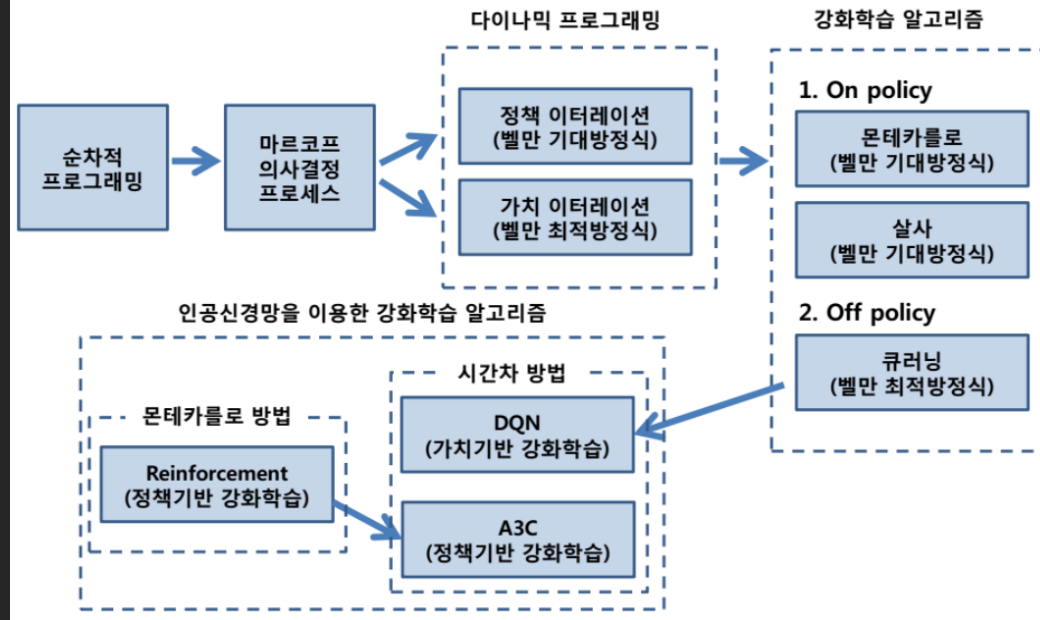 다이나믹 프로그래밍
강화학습 알고리즘
순차적
프로그래밍
마르코프
의사결정
프로세스
정책 이터레이션
(벨만 기대방정식)
가치 이터레이션
(벨만 최적방정식)
1. On policy
몬테카를로
(벨만 기대방정식)
살사
(벨만 기대방정식)
2. Off policy
큐러닝
(벨만 최적방정식)
인공신경망을 이용한 강화학습 알고리즘
몬테카를로 방법
Reinforcement
(정책기반 강화학습)
시간차 방법
DQN
(가치기반 강화학습)
A3C
(정책기반 강화학습)